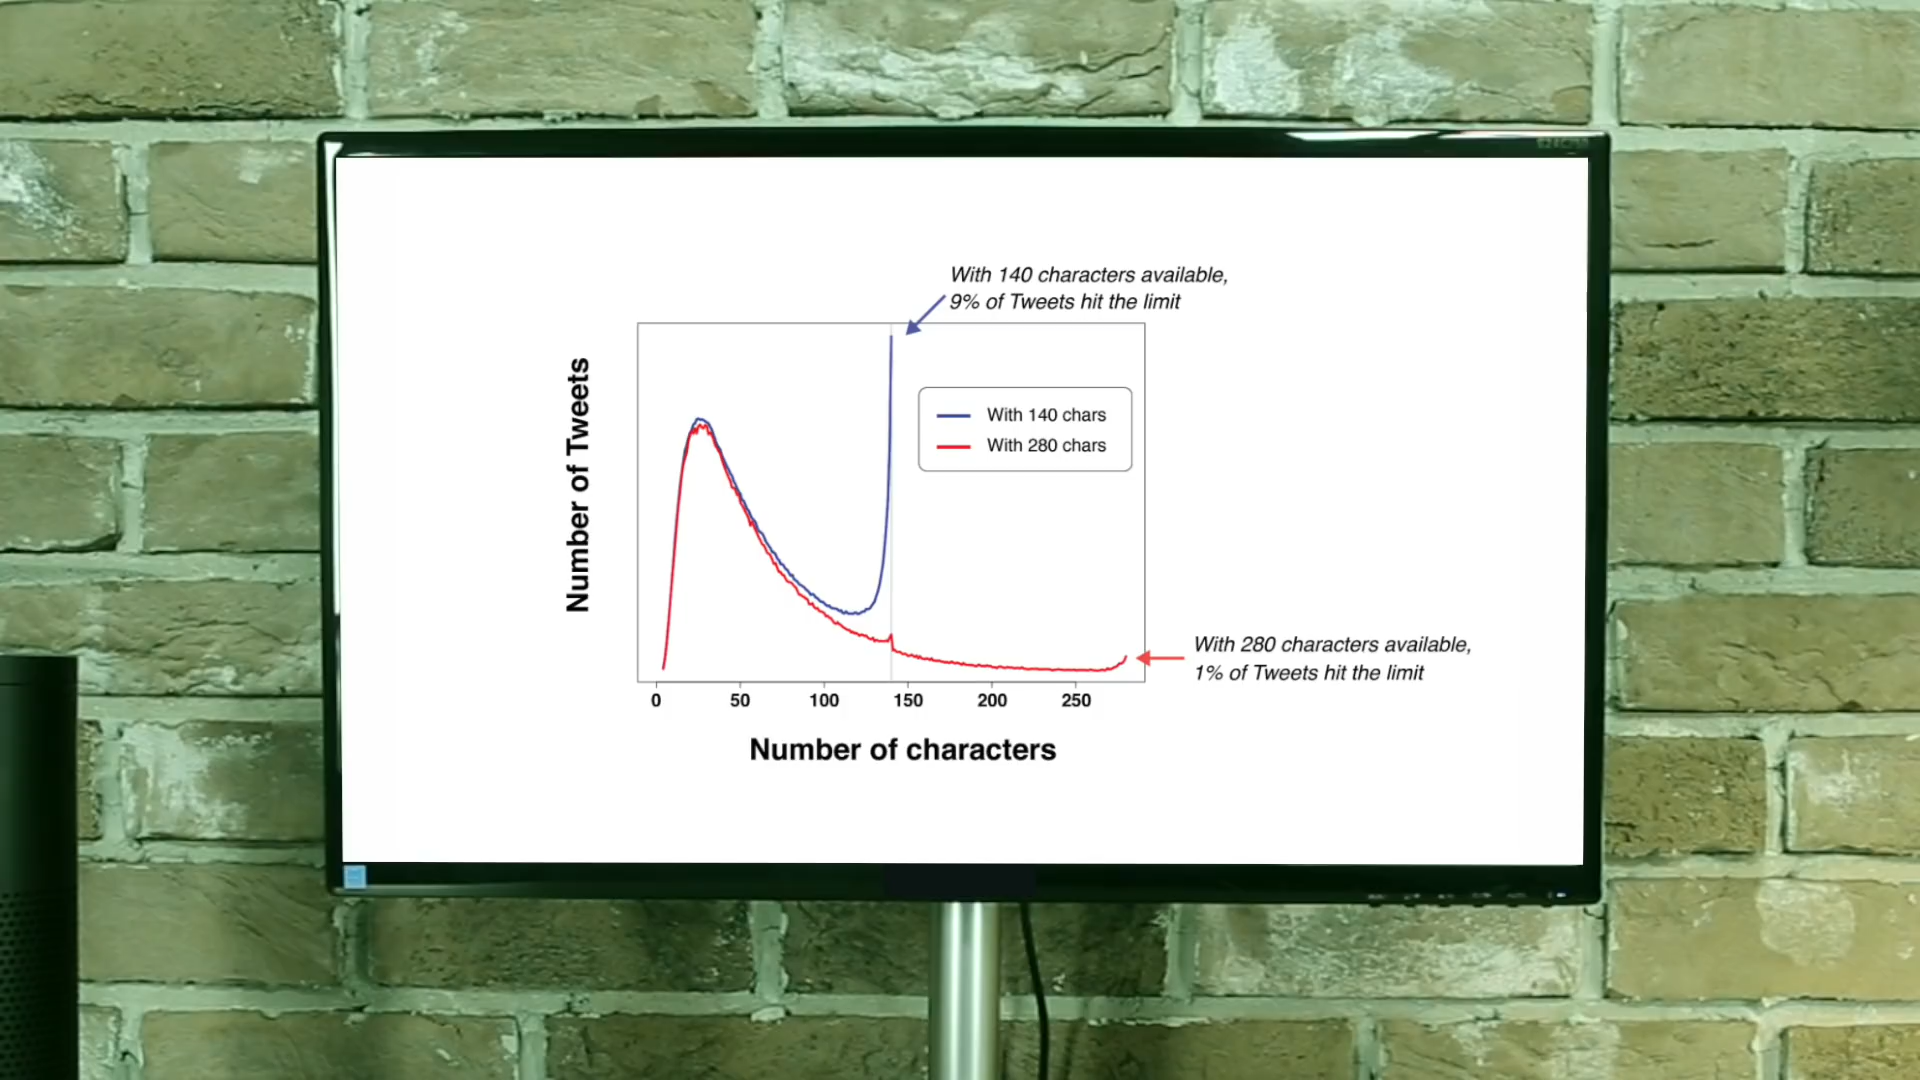 With 140 characters available,
9% of Tweets hit the limit
Number of Tweets
With 140 chars
With 280 chars
With 280 characters available,
1% of Tweets hit the limit
0 50 100 150 200 250
Number of characters